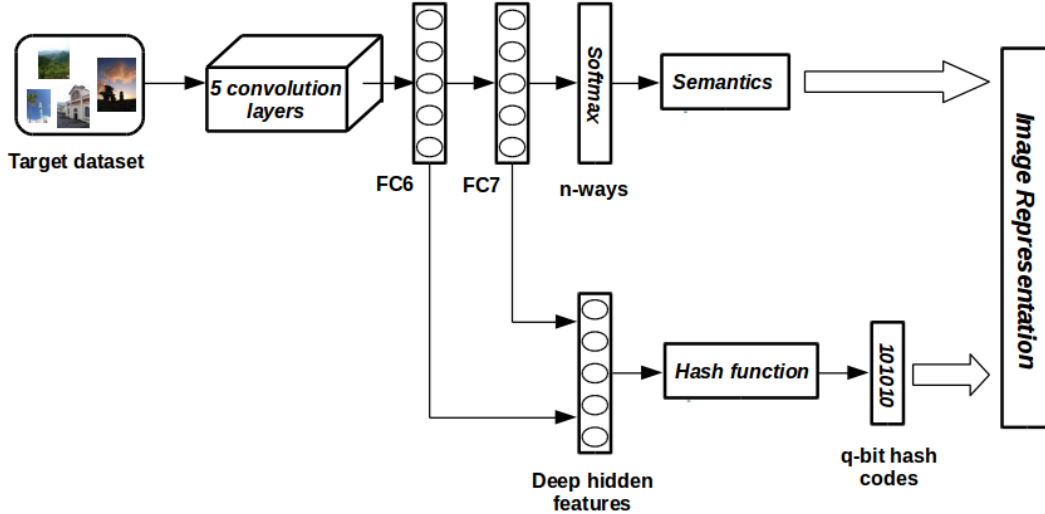 Target dataset
5 convolution
layers
FC6
FC7
Softmax
n-ways
Semantics
Image Representation
Deep hidden
features
Hash function
101010
q-bit hash
codes